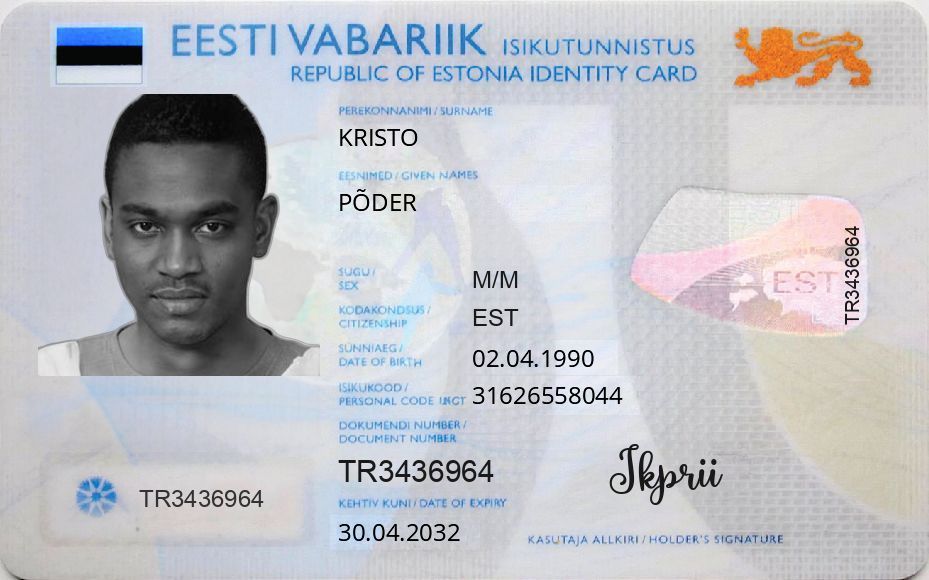 EESTI VABARIIK ISIKUTUNNISTUS
REPUBLIC OF ESTONIA IDENTITY CARD
PEREKONNANIMI / SURNAME
KRISTO
EESNIMED / GIVEN NAMES
PÕDER
SUGU /
SEX
M/M
KODAKONDSUS /
CITIZENSHIP
EST
SÜNNIAEG /
DATE OF BIRTH
02.04.1990
ISIKUKOOD /
PERSONAL CODE
31626558044
DOKUMENDI NUMBER /
DOCUMENT NUMBER
TR3436964
KEHTIV KUNI / DATE OF EXPIRY
30.04.2032
TR3436964
EST
TR3436964
Jkprii
KASUTAJA ALLKIRI / HOLDER'S SIGNATURE